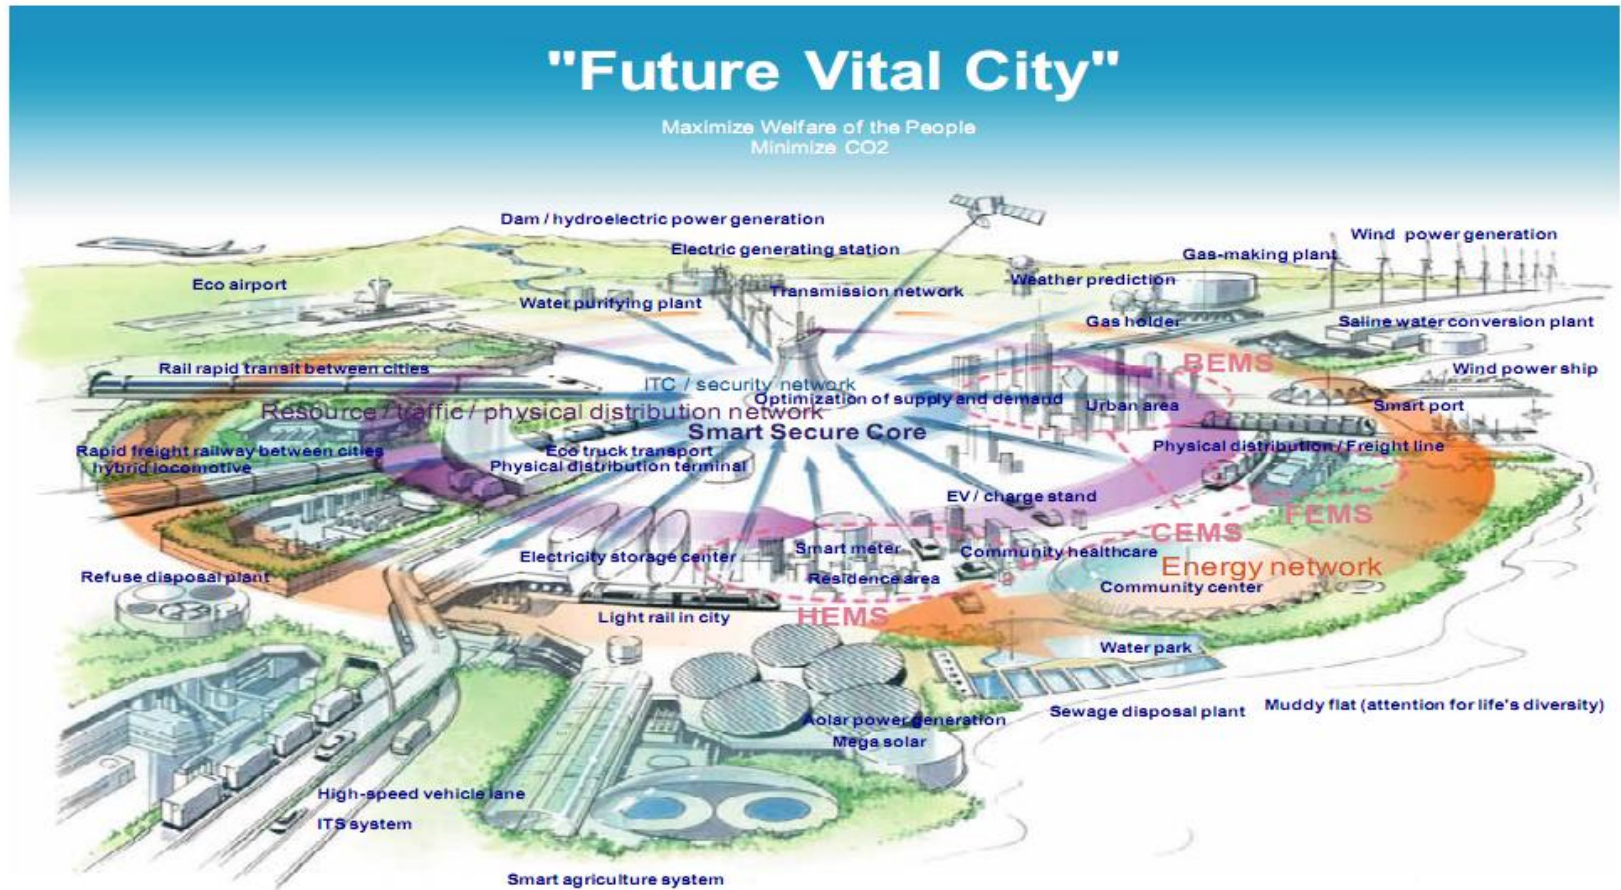 "Future Vital City"
Maximize Welfare of the People
Minimize CO2
Dam / hydroelectric power generation
Wind power generation
Electric generating station
Gas-making plant
Eco airport
Weather prediction
Transmission network
Water purifying plant
Gas holder
Saline water conversion plant
BEMS
Rail rapid transit between cities
Wind power ship
ITC / security network
Optimization of supply and demand
Urban area
Smart port
Resource / traffic / physical distribution network
Smart Secure Core
Physical distribution / Freight line
Rapid freight railway between cities
hybrid locomotive
Eco truck transport
Physical distribution terminal
EV / charge stand
FEMS
CEMS
Electricity storage center
Smart meter
Community healthcare
Energy network
Refuse disposal plant
Residence area
Community center
Light rail in city
HEMS
Water park
Sewage disposal plant
Muddy flat (attention for life's diversity)
Aolar power generation
Mega solar
High-speed vehicle lane
ITS system
Smart agriculture system